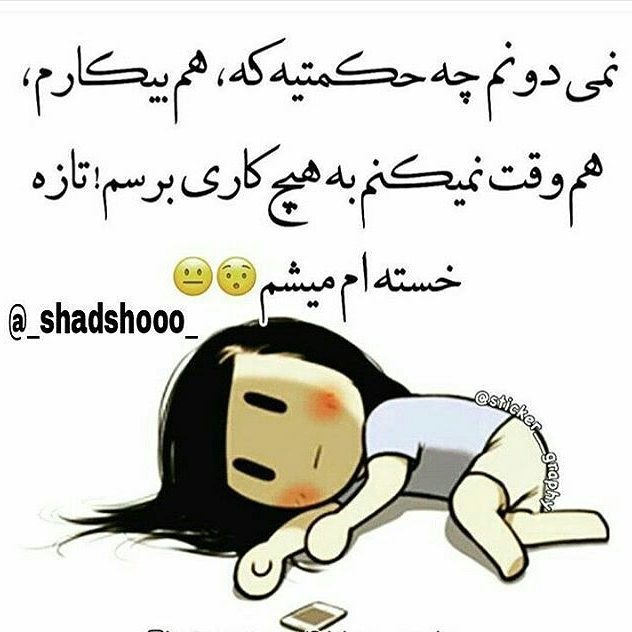 نمی دونم چه حکمتیه که، هم بیکارم،
هم وقت نمیکنم به هیچ کاری برسم! تازه
خسته ام میشم😯😐
@_shadshooo_
@sticker__graphy